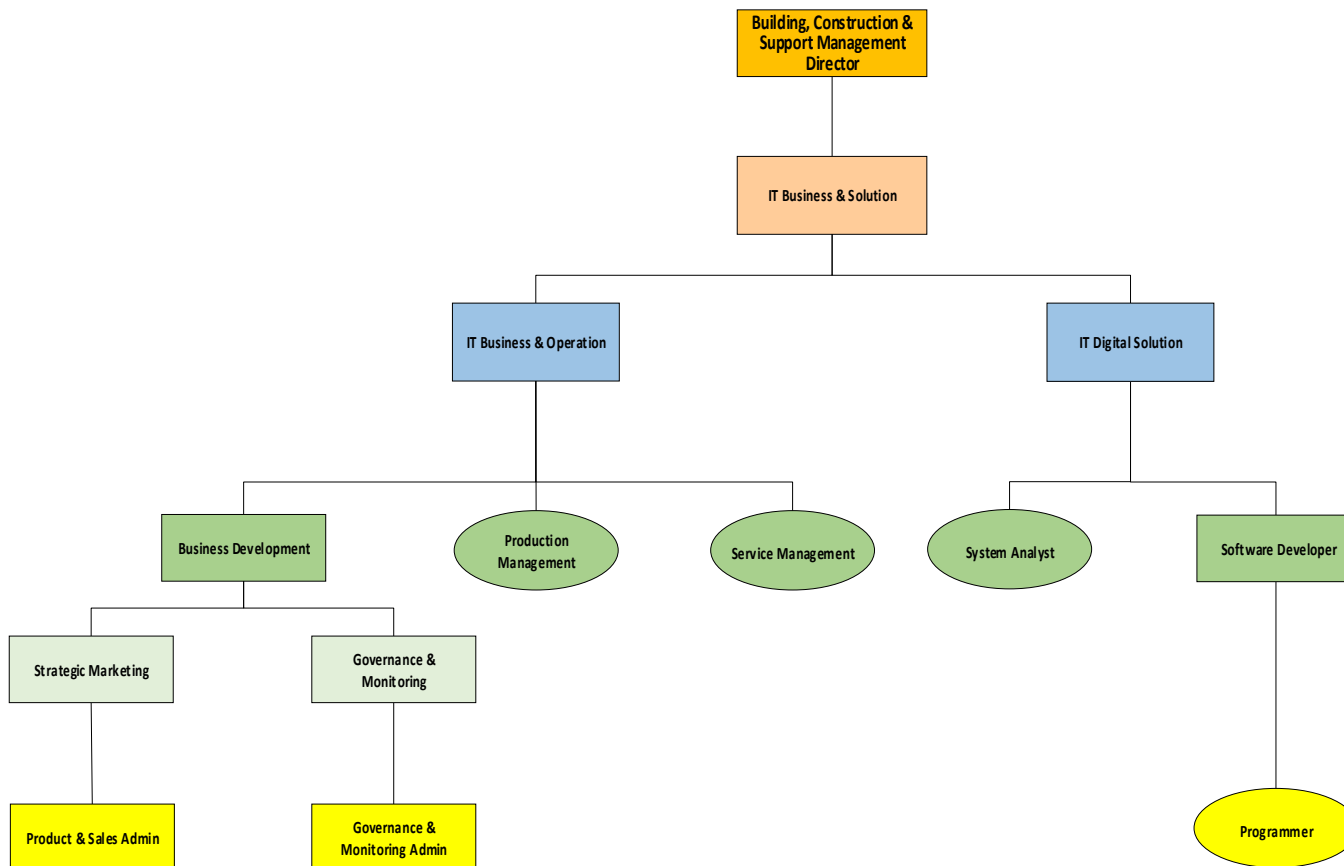 Building, Construction &
Support Management
Director
IT Business & Solution
IT Business & Operation
IT Digital Solution
Business Development
Production
Management
Service Management
System Analyst
Software Developer
Strategic Marketing
Governance &
Monitoring
Product & Sales Admin
Governance &
Monitoring Admin
Programmer